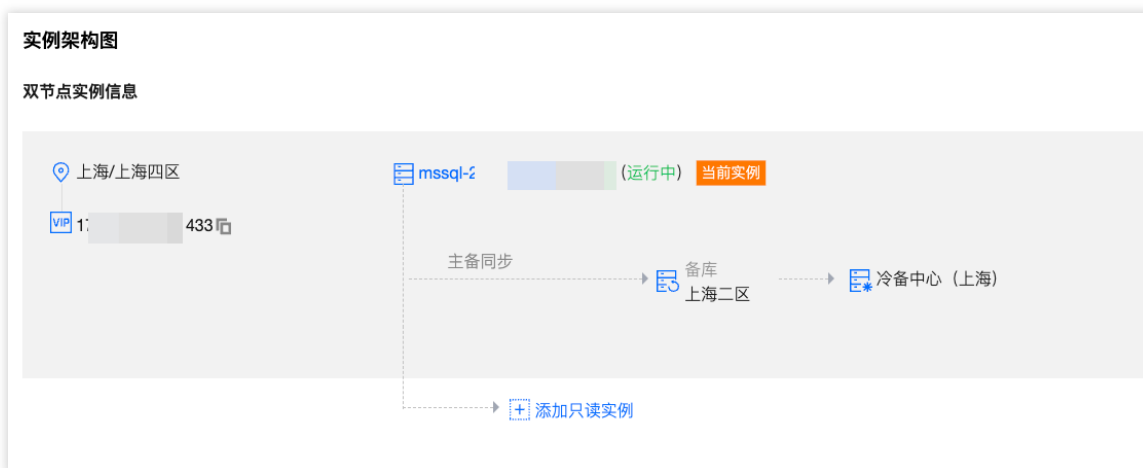 实例架构图
双节点实例信息
上海/上海四区
mssql-2
(运行中)
当前实例
VIP
17
433
主备同步
备库
上海二区
冷备中心（上海）
添加只读实例